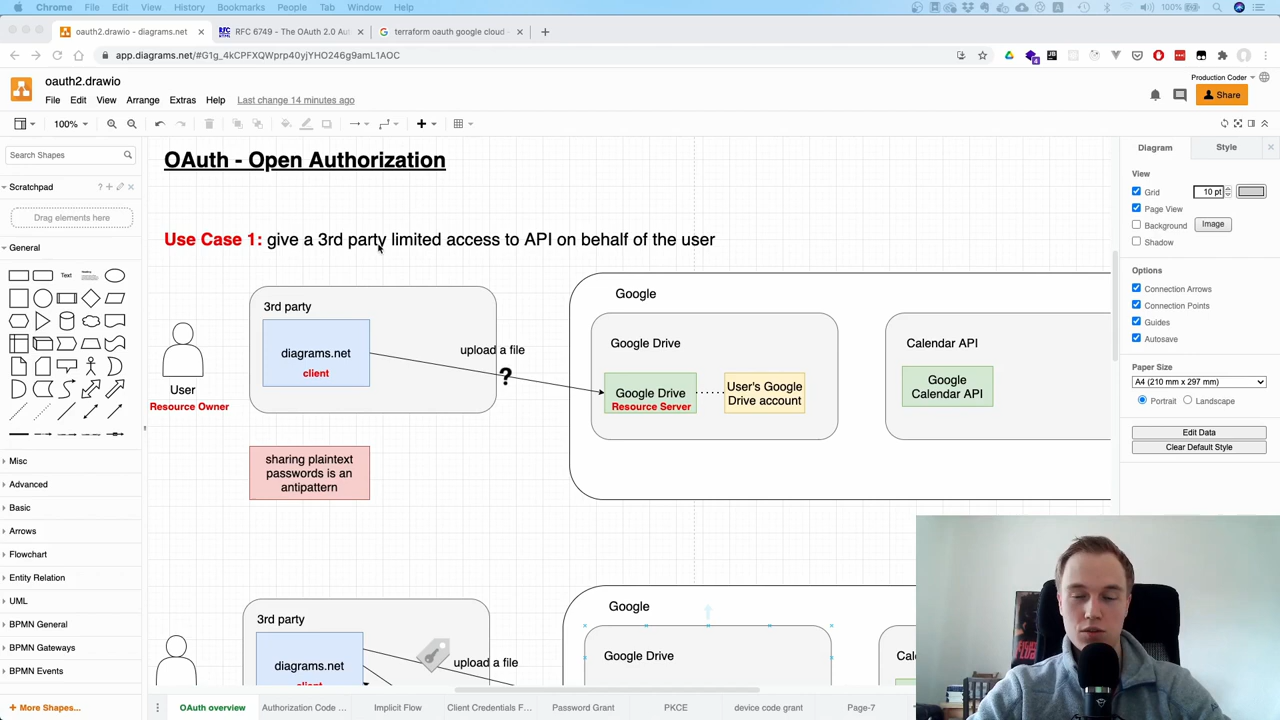 Chrome File Edit View History Bookmarks People Tab Window Help 100%
oauth2.drawio - diagrams.net
RFC 6749 - The OAuth 2.0 Aut
terraform oauth google cloud -
app.diagrams.net/#G1g_4kCPFXQWprp40yjYHO246g9amL1AOC
oauth2.drawio
Production Coder
File Edit View Arrange Extras Help Last change 14 minutes ago
Share
100%
Search Shapes
Scratchpad
Drag elements here
General
Text
Heading
Misc
Advanced
Basic
Arrows
Flowchart
Entity Relation
UML
BPMN General
BPMN Gateways
BPMN Events
+ More Shapes...
OAuth - Open Authorization
Use Case 1: give a 3rd party limited access to API on behalf of the user
User
Resource Owner
3rd party
diagrams.net
client
upload a file
?
sharing plaintext
passwords is an
antipattern
Google
Google Drive
Google Drive
Resource Server
User's Google
Drive account
Calendar API
Google
Calendar API
3rd party
diagrams.net
client
upload a file
Google
Google Drive
Cal
Diagram Style
View
Grid 10 pt
Page View
Background Image
Shadow
Options
Connection Arrows
Connection Points
Guides
Autosave
Paper Size
A4 (210 mm x 297 mm)
Portrait Landscape
Edit Data
Clear Default Style
OAuth overview Authorization Code ... Implicit Flow Client Credentials F... Password Grant PKCE device code grant Page-7